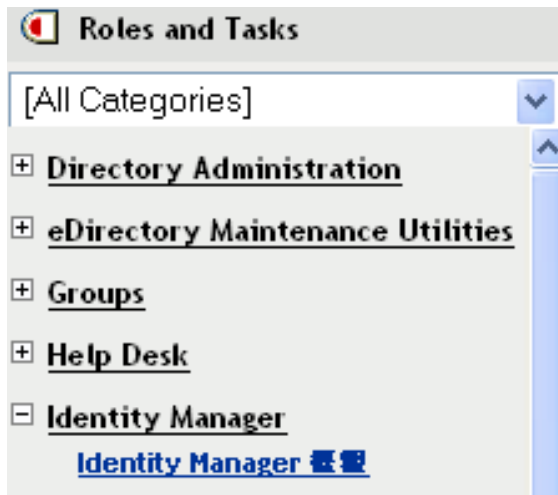 Roles and Tasks
[All Categories]
Directory Administration
eDirectory Maintenance Utilities
Groups
Help Desk
Identity Manager
Identity Manager